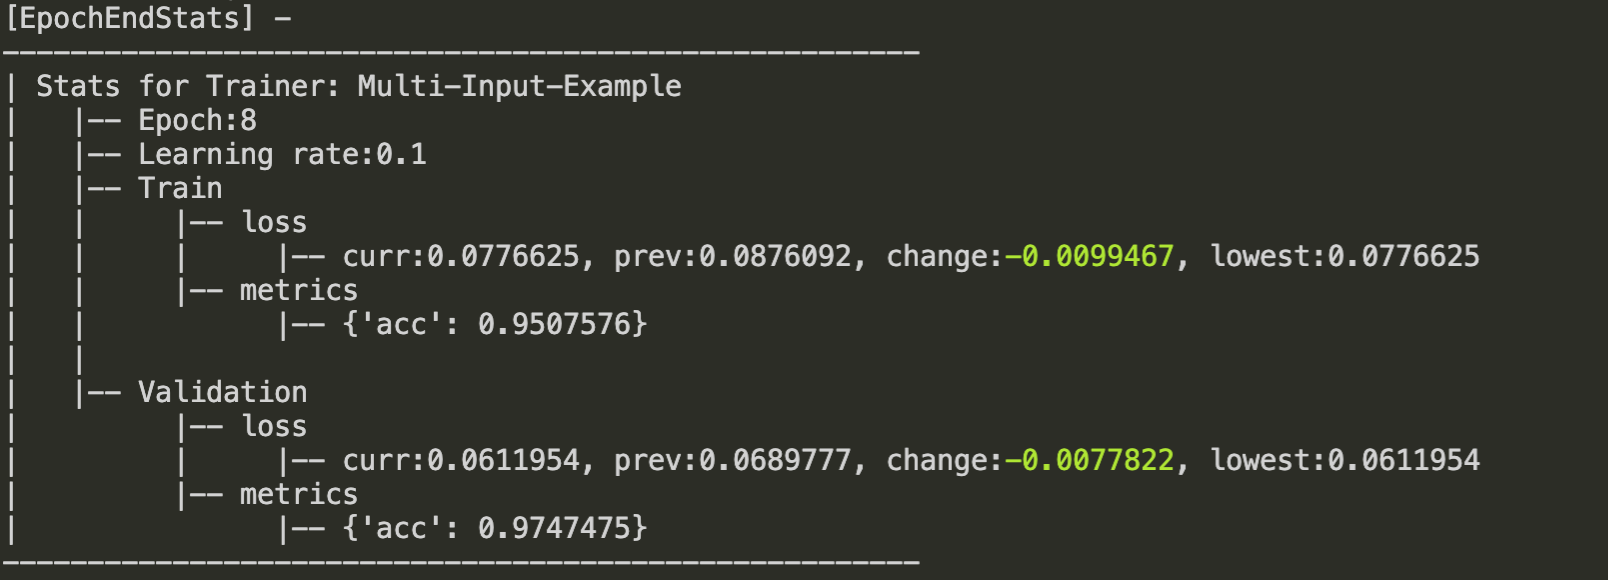 [EpochEndStats] -
------------------------------------------------------
| Stats for Trainer: Multi-Input-Example
|   |-- Epoch:8
|   |-- Learning rate:0.1
|   |-- Train
|   |     |-- loss
|   |     |     |-- curr:0.0776625, prev:0.0876092, change:-0.0099467, lowest:0.0776625
|   |     |-- metrics
|   |           |-- {'acc': 0.9507576}
|   |
|   |-- Validation
|         |-- loss
|         |     |-- curr:0.0611954, prev:0.0689777, change:-0.0077822, lowest:0.0611954
|         |-- metrics
|               |-- {'acc': 0.9747475}
------------------------------------------------------